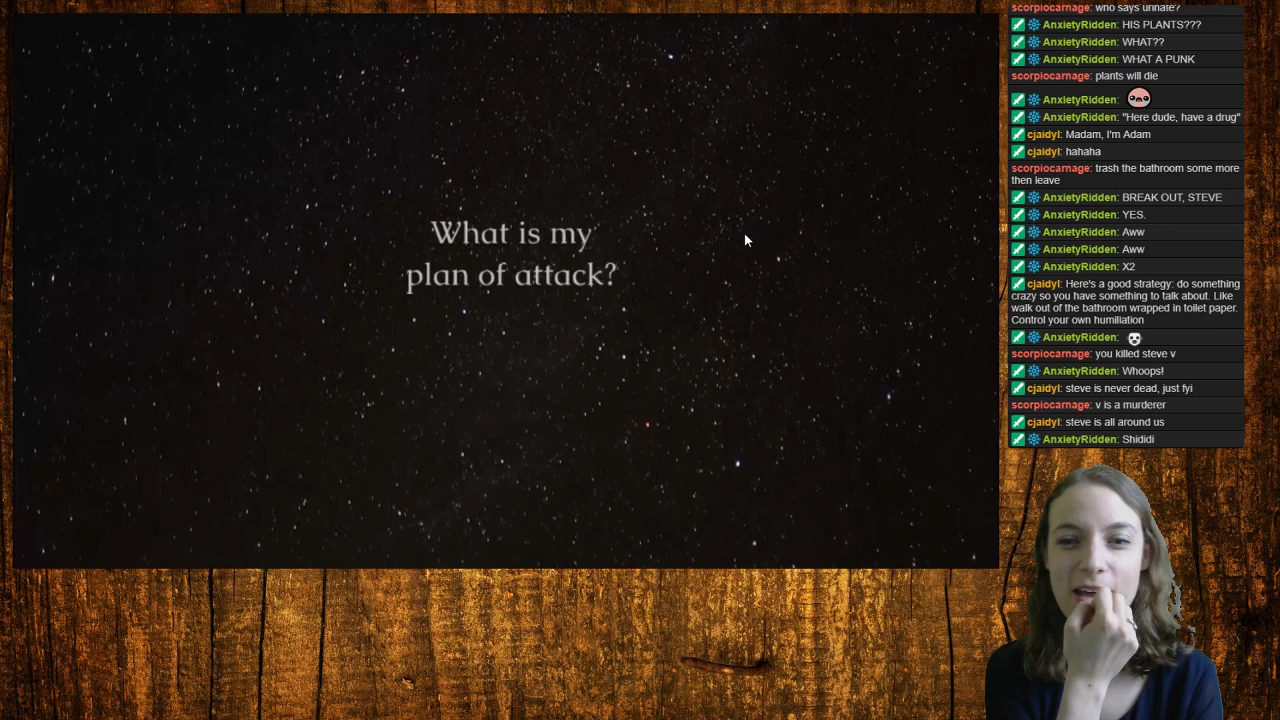 What is my
plan of attack?
scorpiocarnage: who says urinate?
AnxietyRidden: HIS PLANTS???
AnxietyRidden: WHAT??
AnxietyRidden: WHAT A PUNK
scorpiocarnage: plants will die
AnxietyRidden:
AnxietyRidden: "Here dude, have a drug"
cjaidyl: Madam, I'm Adam
cjaidyl: hahaha
scorpiocarnage: trash the bathroom some more
then leave
AnxietyRidden: BREAK OUT, STEVE
AnxietyRidden: YES.
AnxietyRidden: Aww
AnxietyRidden: Aww
AnxietyRidden: X2
cjaidyl: Here's a good strategy: do something
crazy so you have something to talk about. Like
walk out of the bathroom wrapped in toilet paper.
Control your own humiliation
AnxietyRidden:
scorpiocarnage: you killed steve v
AnxietyRidden: Whoops!
cjaidyl: steve is never dead, just fyi
scorpiocarnage: v is a murderer
cjaidyl: steve is all around us
AnxietyRidden: Shididi